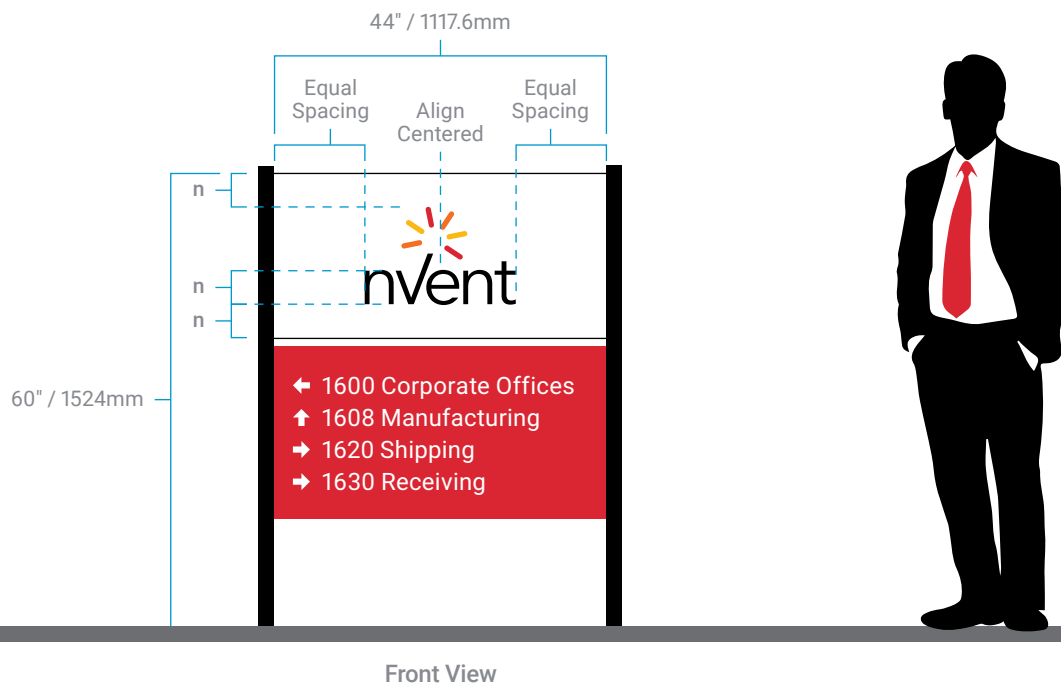 44" / 1117.6mm
Equal
Spacing
Align
Centered
Equal
Spacing
n
n
n
nVent
60" / 1524mm
← 1600 Corporate Offices
↑ 1608 Manufacturing
→ 1620 Shipping
→ 1630 Receiving
Front View